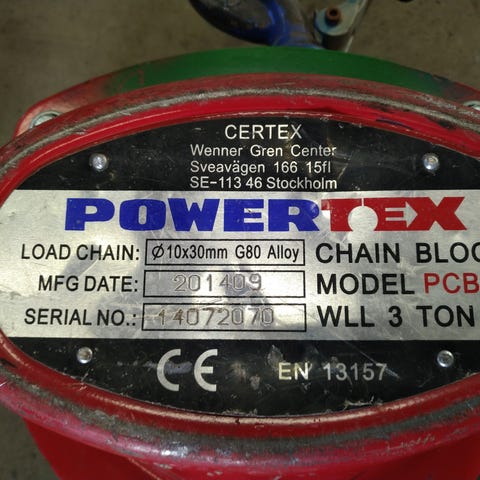 CERTEX
Wenner Gren Center
Sveavägen 166 15fl
SE-113 46 Stockholm
POWERTEX
LOAD CHAIN: Ø10x30mm G80 Alloy CHAIN BLOC
MFG DATE: 201409 MODEL PCB
SERIAL NO.: 14072070 WLL 3 TON
CE EN 13157